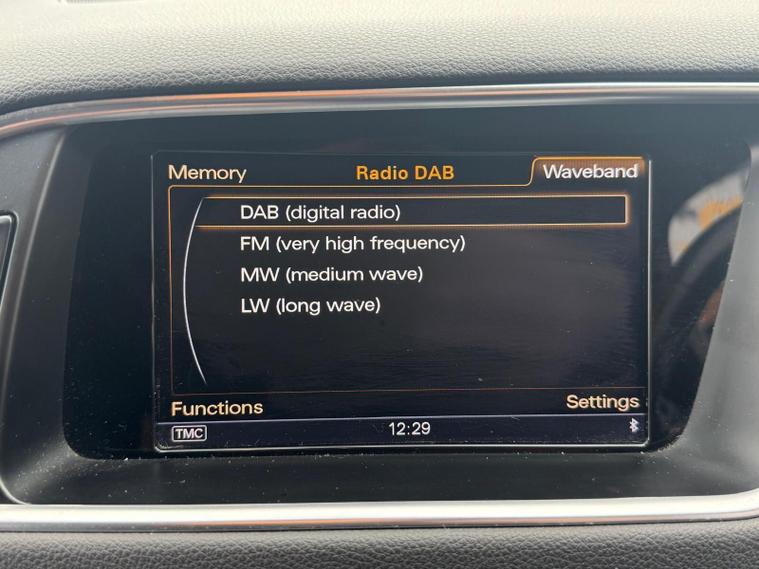 Memory Radio DAB Waveband
DAB (digital radio)
FM (very high frequency)
MW (medium wave)
LW (long wave)
Functions Settings
TMC 12:29